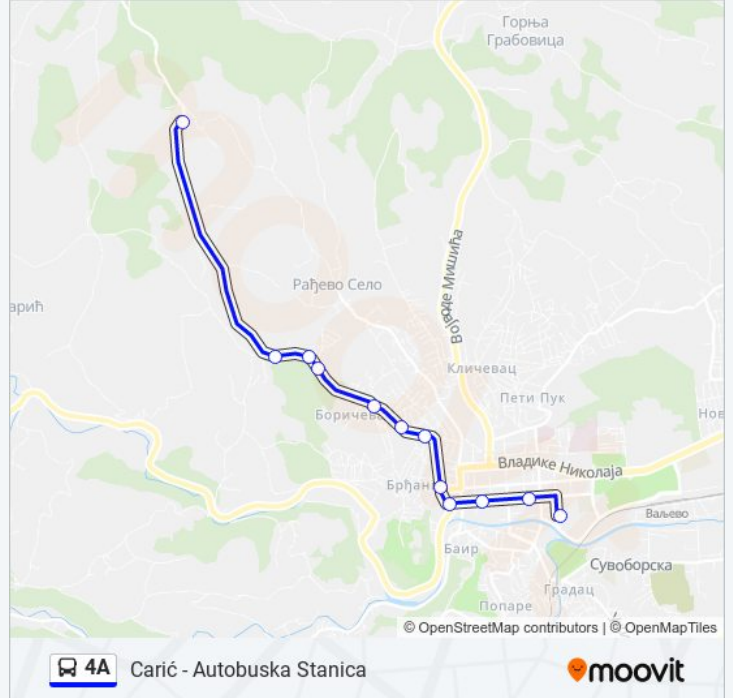 Горња
Грабовица
Војводе Мишића
Рађево Село
арић
Кличевац
Пети Пук
Нов
Владике Николаја
Брђан
Ваљево
Баир
Сувоборска
Градац
Попаре
© OpenStreetMap contributors | © OpenMapTiles
4A Carić - Autobuska Stanica
moovit